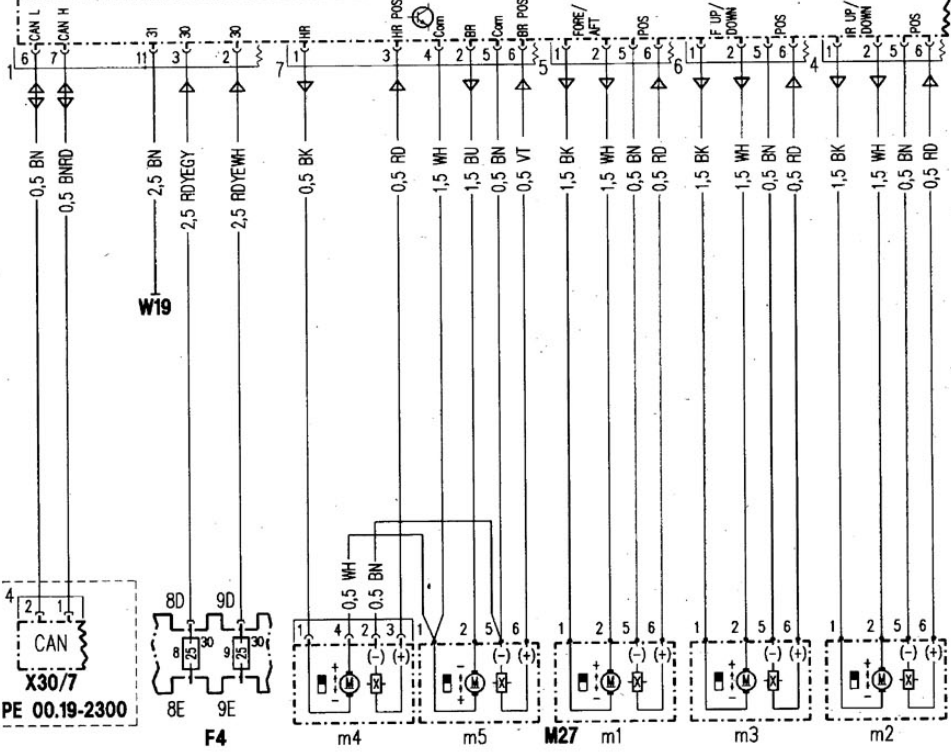 CAN L
CAN H
31
30
30
HR
HR POS
Com
BR
Com
BR POS
FORE/
AFT
POS
F UP/
DOWN
POS
IR UP/
DOWN
POS
1 6 7 11 3 2
7 1 3 4 2 5 6
5 1 2 5 6
6 1 2 5 6
4 1 2 5 6
0,5 BN
0,5 BNRD
2,5 BN
2,5 RDYEGY
2,5 RDYEWH
0,5 BK
0,5 RD
1,5 WH
1,5 BU
0,5 BN
0,5 VT
1,5 BK
1,5 WH
0,5 BN
0,5 RD
1,5 BK
1,5 WH
0,5 BN
0,5 RD
1,5 BK
1,5 WH
0,5 BN
0,5 RD
W19
0,5 WH
0.5 BN
4 2 1
CAN
X30/7
PE 00.19-2300
8D 9D
8 25 30
9 25 30
8E 9E
F4
1 4 2 3
(-) (+)
+ M X
-
m4
1 2 5 6
(-) (+)
- M X
+
m5
1 2 5 6
(-) (+)
+ M X
-
M27 m1
1 2 5 6
(-) (+)
+ M X
-
m3
1 2 5 6
(-) (+)
+ M X
-
m2